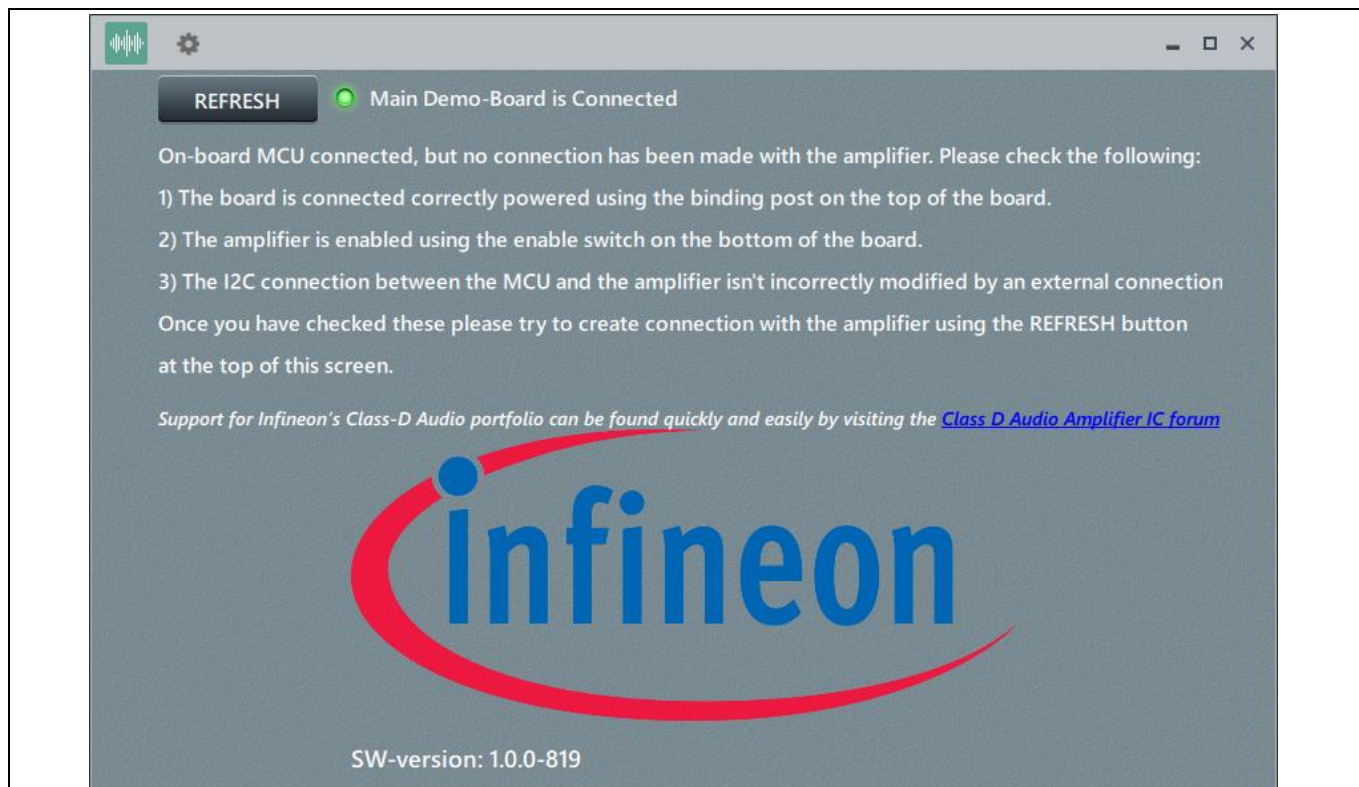 REFRESH Main Demo-Board is Connected
On-board MCU connected, but no connection has been made with the amplifier. Please check the following:
1) The board is connected correctly powered using the binding post on the top of the board.
2) The amplifier is enabled using the enable switch on the bottom of the board.
3) The I2C connection between the MCU and the amplifier isn't incorrectly modified by an external connection
Once you have checked these please try to create connection with the amplifier using the REFRESH button
at the top of this screen.
Support for Infineon's Class-D Audio portfolio can be found quickly and easily by visiting the Class D Audio Amplifier IC forum
infineon
SW-version: 1.0.0-819